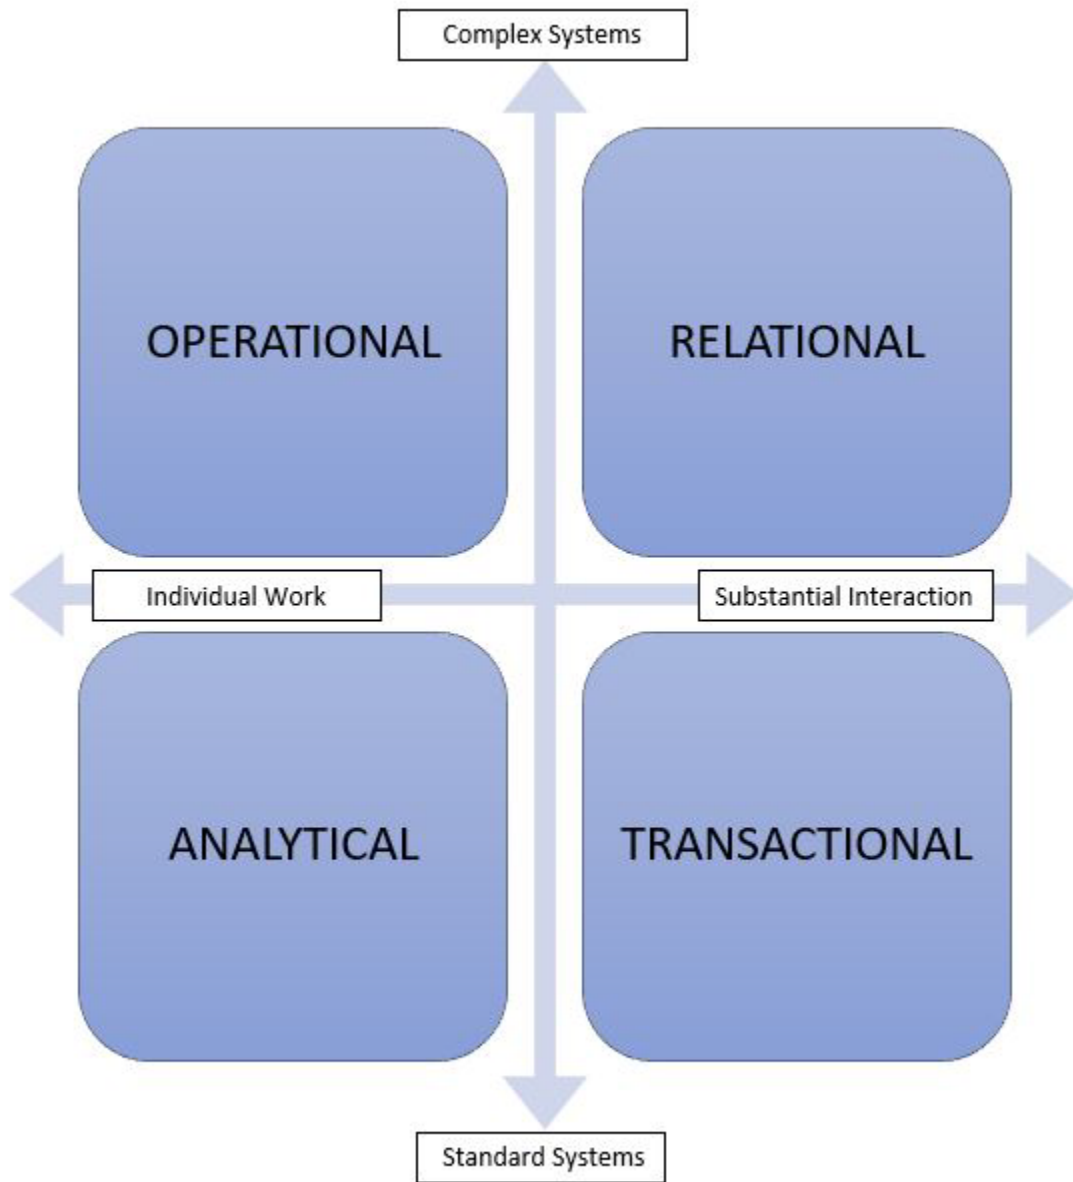 Complex Systems
OPERATIONAL
RELATIONAL
Individual Work
Substantial Interaction
ANALYTICAL
TRANSACTIONAL
Standard Systems